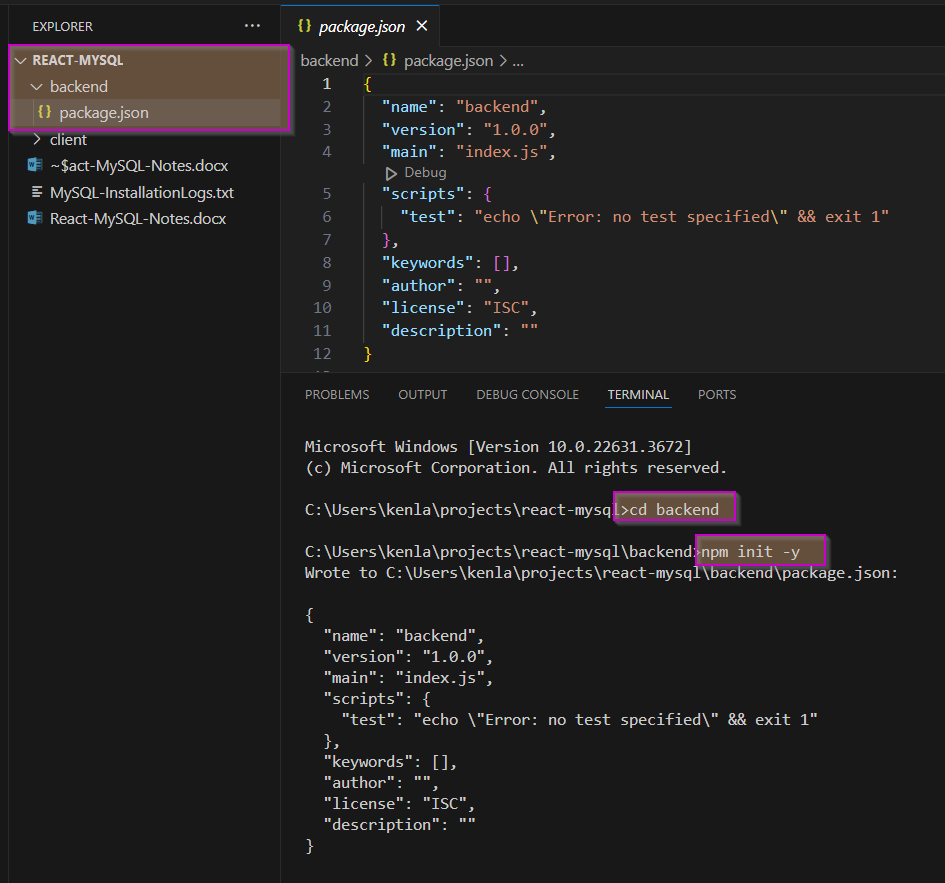 EXPLORER ...
REACT-MYSQL
backend
{} package.json
client
~$act-MySQL-Notes.docx
MySQL-InstallationLogs.txt
React-MySQL-Notes.docx
{} package.json ×
backend > {} package.json > ...
1 {
2 "name": "backend",
3 "version": "1.0.0",
4 "main": "index.js",
Debug
5 "scripts": {
6 "test": "echo \"Error: no test specified\" && exit 1"
7 },
8 "keywords": [],
9 "author": "",
10 "license": "ISC",
11 "description": ""
12 }
PROBLEMS OUTPUT DEBUG CONSOLE TERMINAL PORTS
Microsoft Windows [Version 10.0.22631.3672]
(c) Microsoft Corporation. All rights reserved.
C:\Users\kenla\projects\react-mysql>cd backend
C:\Users\kenla\projects\react-mysql\backend>npm init -y
Wrote to C:\Users\kenla\projects\react-mysql\backend\package.json:
{
"name": "backend",
"version": "1.0.0",
"main": "index.js",
"scripts": {
"test": "echo \"Error: no test specified\" && exit 1"
},
"keywords": [],
"author": "",
"license": "ISC",
"description": ""
}